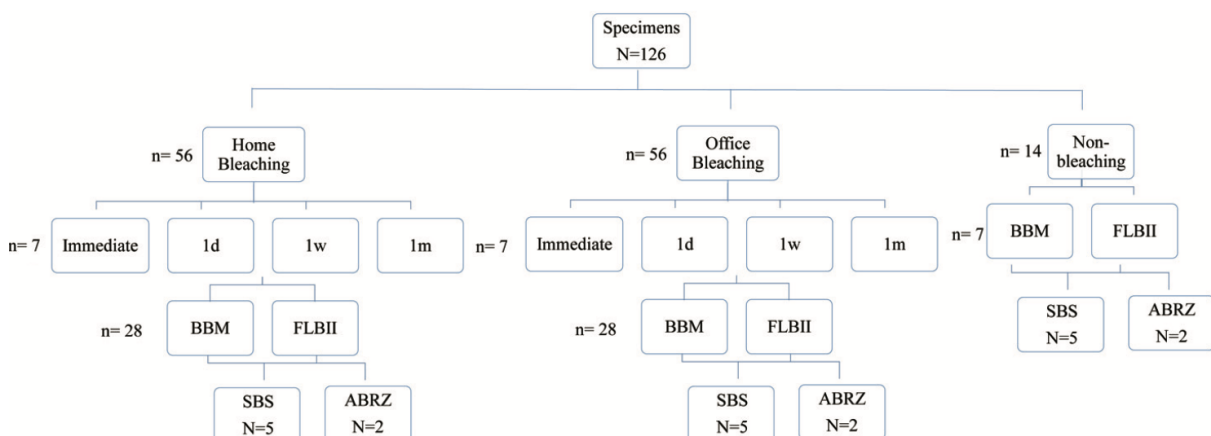 Specimens
N=126
n= 56
Home
Bleaching
n= 56
Office
Bleaching
n= 14
Non-
bleaching
n= 7
Immediate
1d
1w
1m
n= 7
Immediate
1d
1w
1m
n= 7
BBM
FLBII
n= 28
BBM
FLBII
n= 28
BBM
FLBII
SBS
N=5
ABRZ
N=2
SBS
N=5
ABRZ
N=2
SBS
N=5
ABRZ
N=2